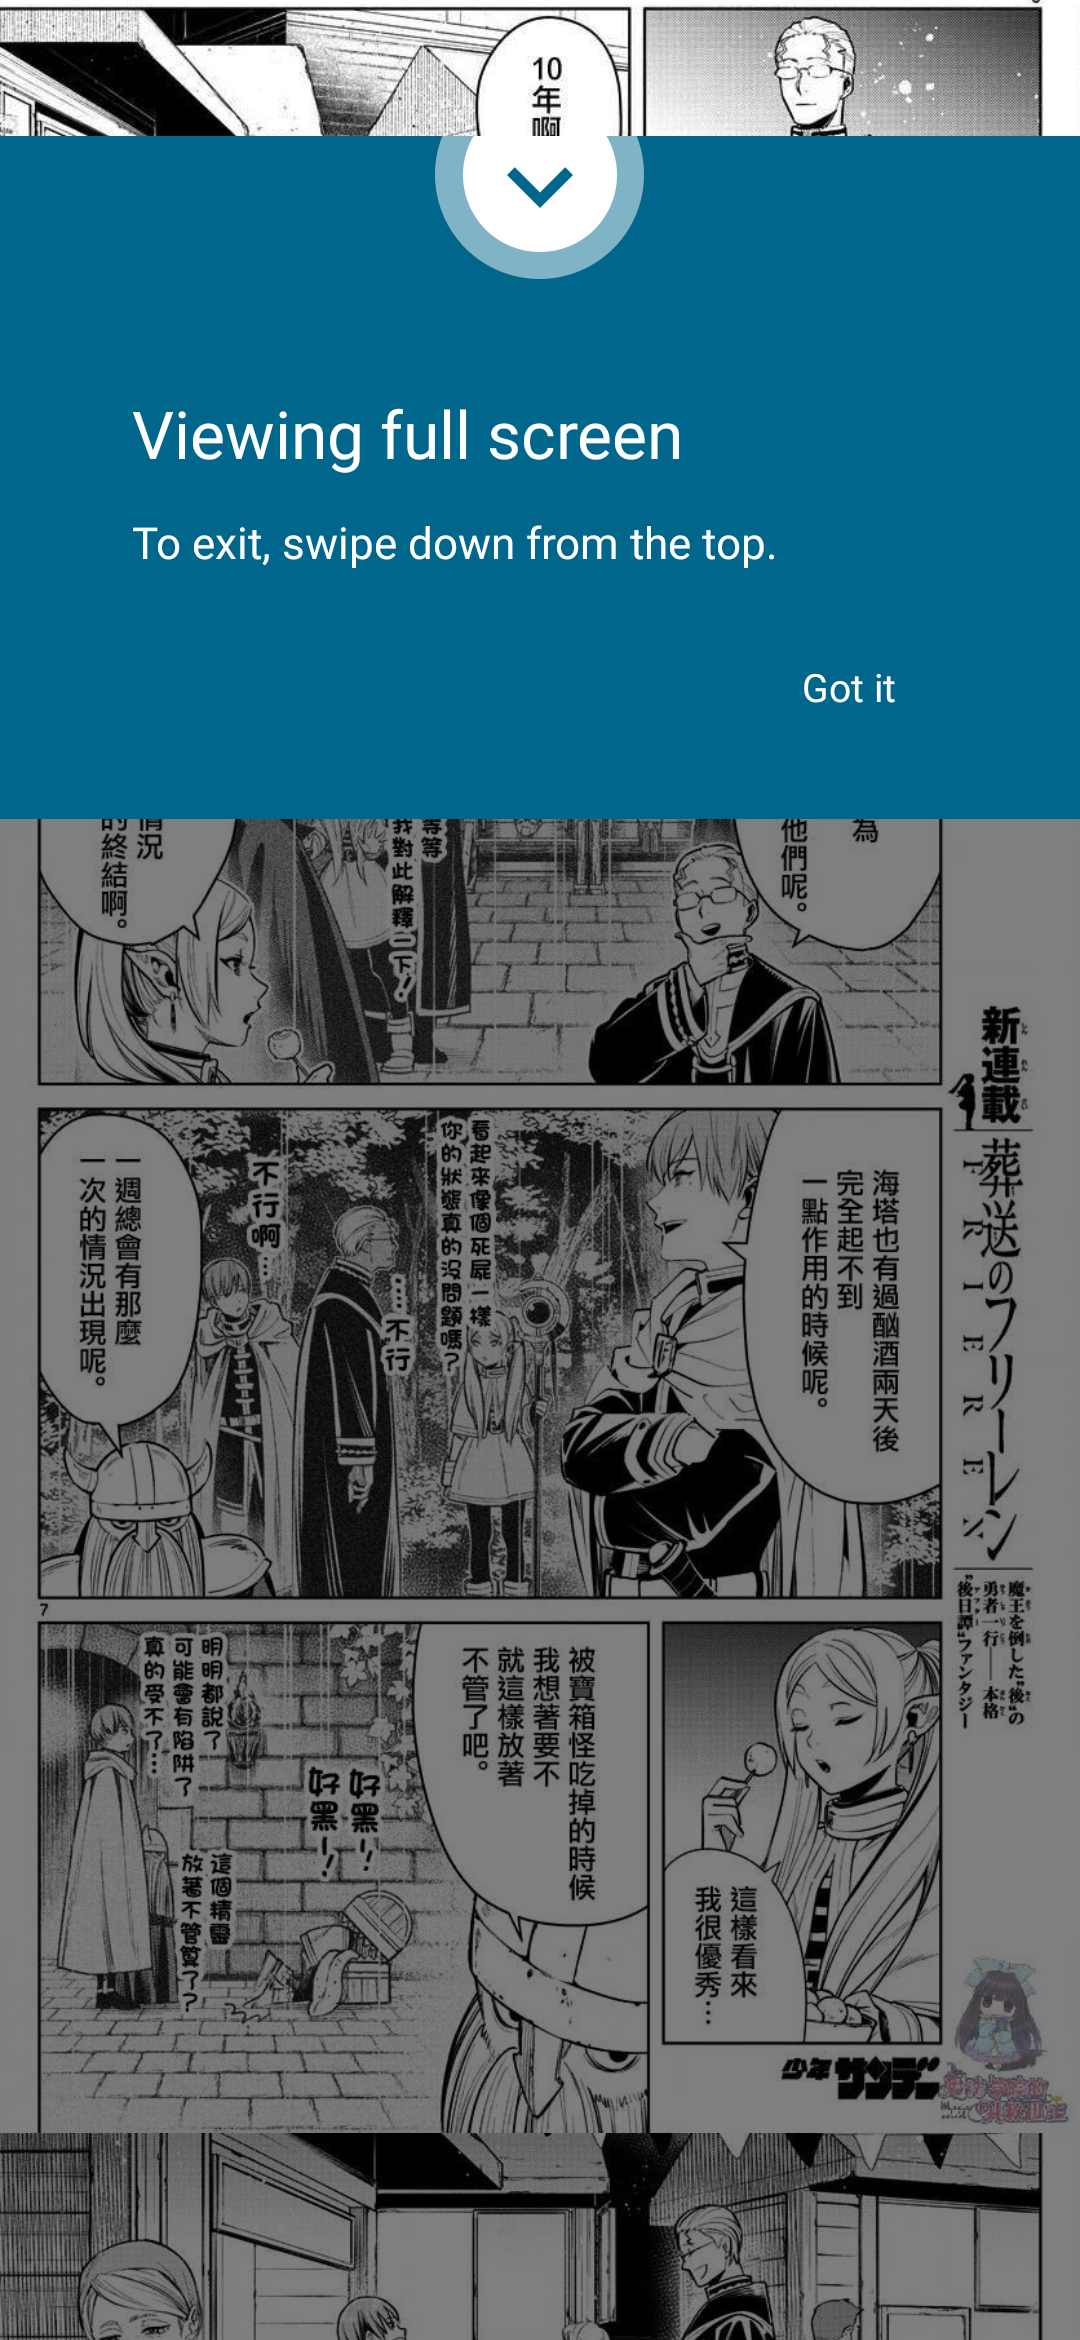 10
年啊
Viewing full screen
To exit, swipe down from the top.
Got it
為
他們呢。
等等
我對此解釋一下！
情況
的終結啊。
新連載
葬送のフリーレン
FRIEREN
魔王を倒した"後"の
勇者一行──本格
"後日譚"ファンタジー
海塔也有過酗酒兩天後
完全起不到
一點作用的時候呢。
看起來像個死屍一樣
你的狀態真的沒問題嗎？
……不行
不行啊…
一週總會有那麼
一次的情況出現呢。
7
這樣看來
我很優秀…
被寶箱怪吃掉的時候
我想著要不
就這樣放著
不管了吧。
好黑！！
好黑！！
明明都說了
可能會有陷阱了
真的受不了…
這個精靈
放著不管算了？
少年サンデー